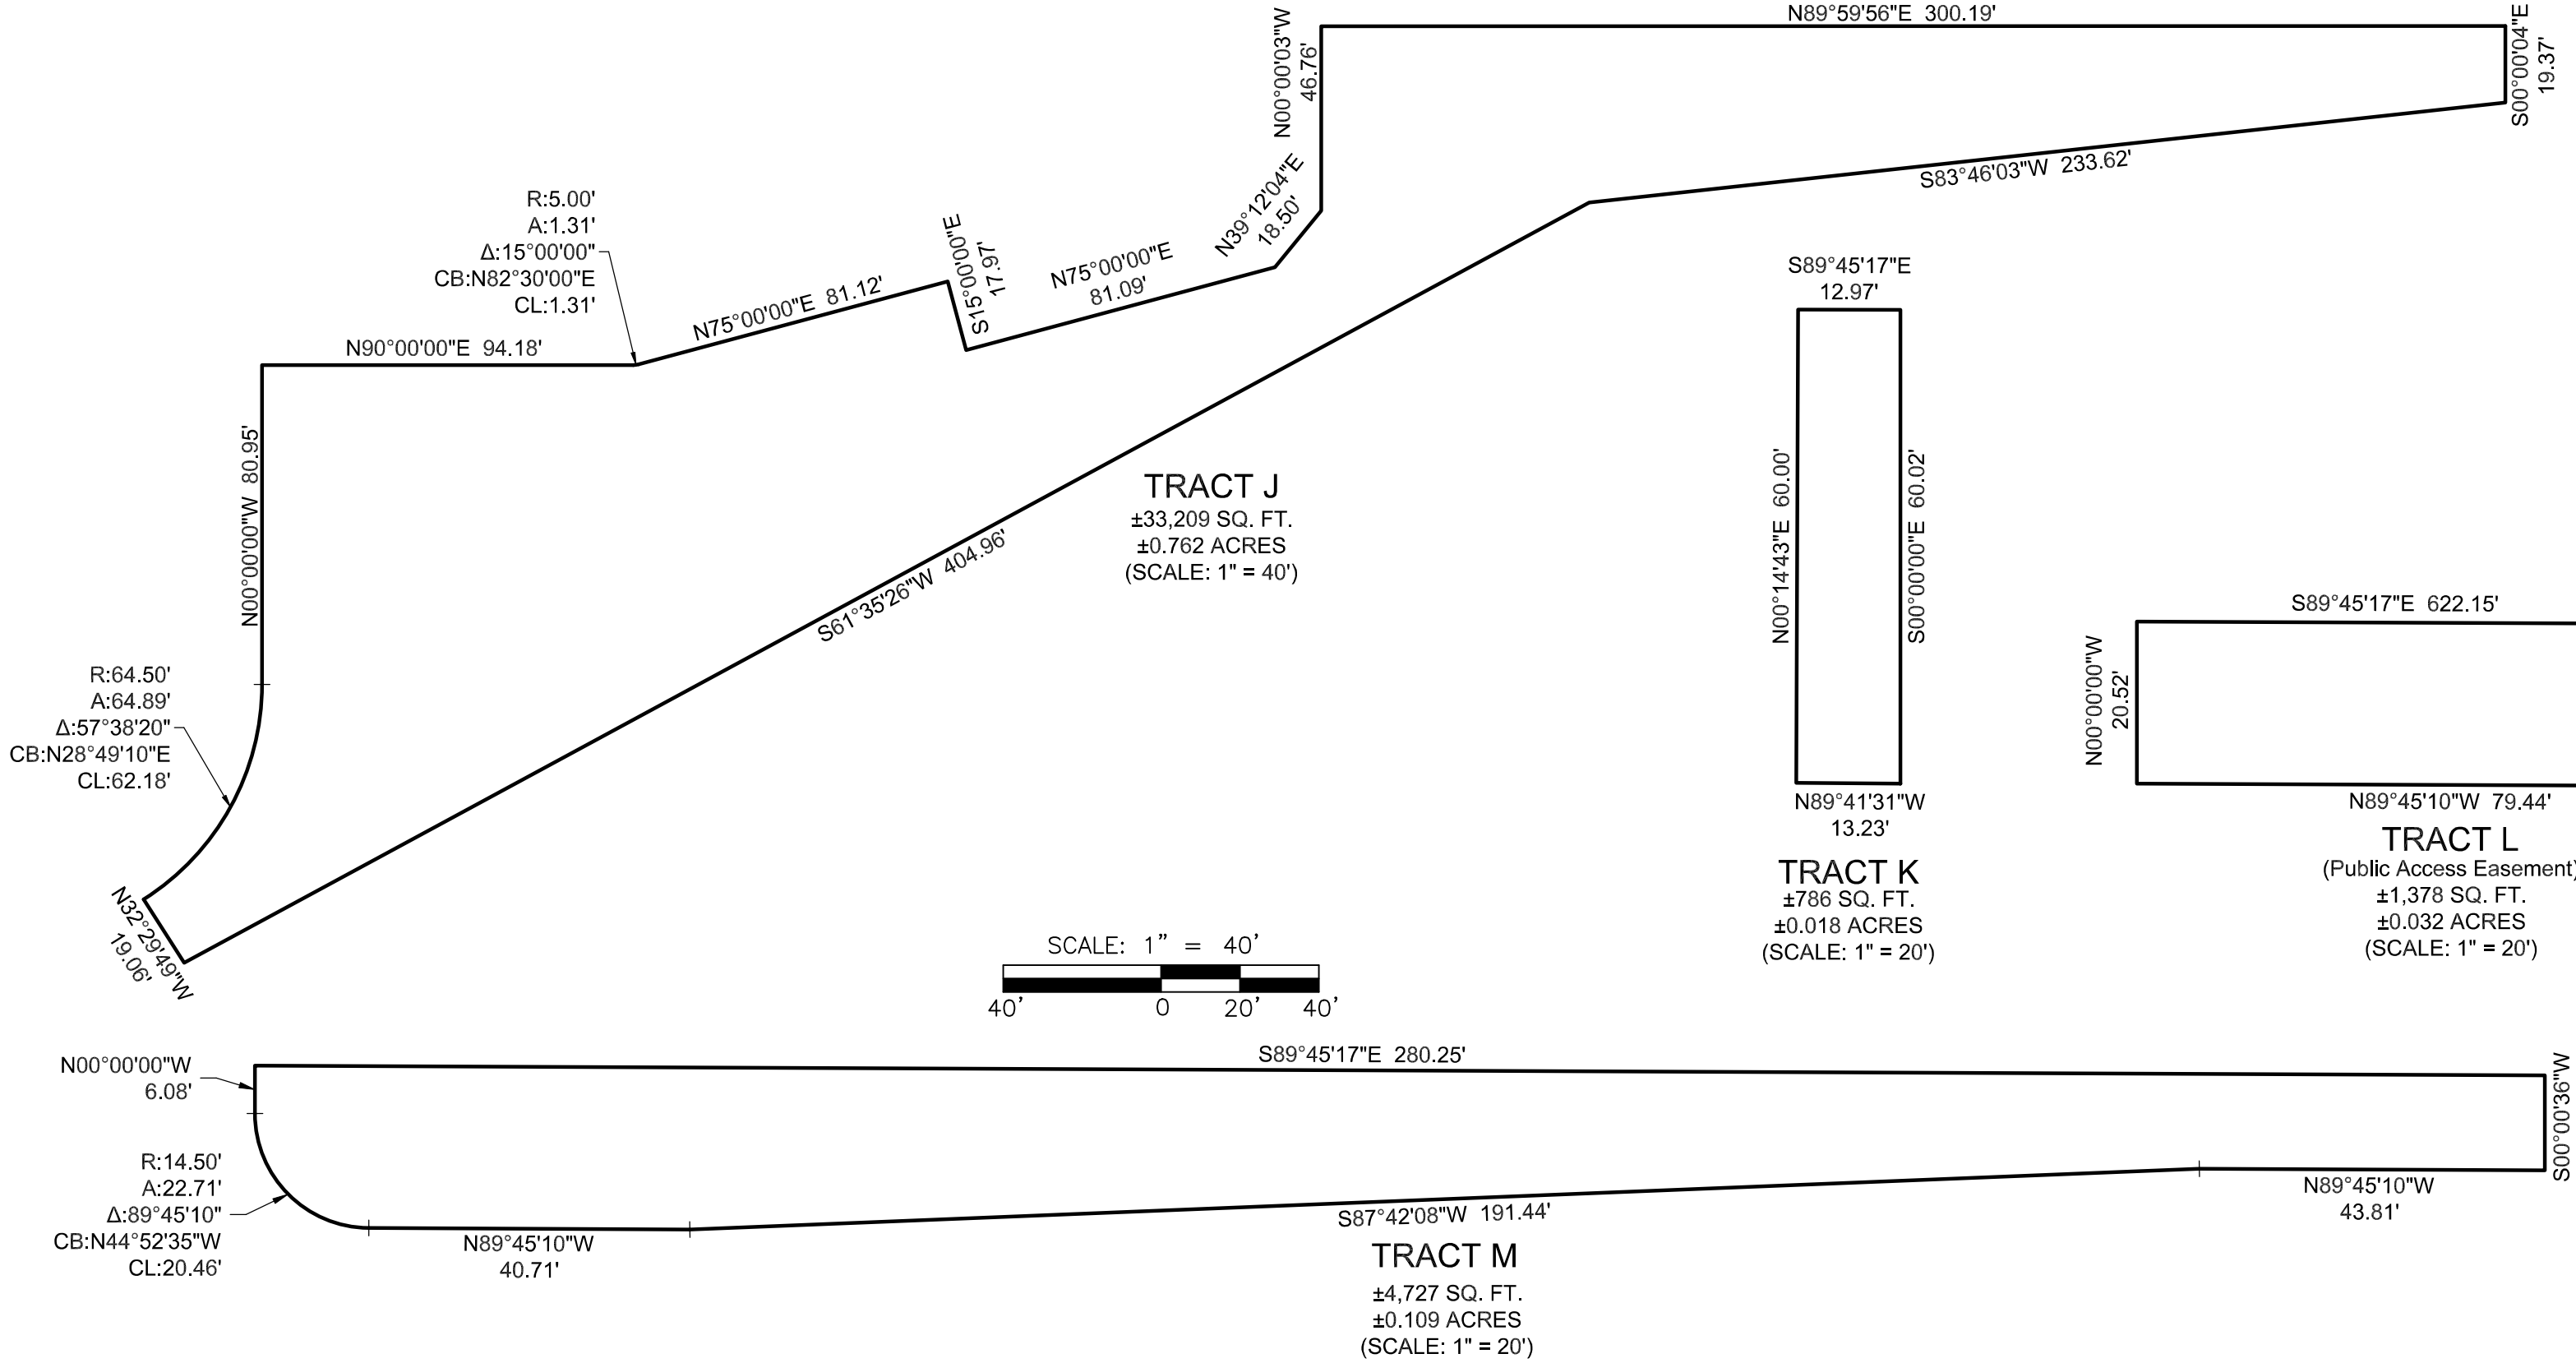 N89°59'56"E 300.19'
N00°00'03"W
46.76'
S00°00'04"E
19.37'
S83°46'03"W 233.62'
N39°12'04"E
18.50'
R:5.00'
A:1.31'
Δ:15°00'00"
CB:N82°30'00"E
CL:1.31'
S15°00'00"E
17.97'
N75°00'00"E
81.09'
N75°00'00"E 81.12'
N90°00'00"E 94.18'
N00°00'00"W 80.95'
R:64.50'
A:64.89'
Δ:57°38'20"
CB:N28°49'10"E
CL:62.18'
N32°29'49"W
19.06'
S61°35'26"W 404.96'
TRACT J
±33,209 SQ. FT.
±0.762 ACRES
(SCALE: 1" = 40')
S89°45'17"E
12.97'
N00°14'43"E 60.00'
S00°00'00"E 60.02'
N89°41'31"W
13.23'
TRACT K
±786 SQ. FT.
±0.018 ACRES
(SCALE: 1" = 20')
S89°45'17"E 622.15'
N00°00'00"W
20.52'
N89°45'10"W 79.44'
TRACT L
(Public Access Easement)
±1,378 SQ. FT.
±0.032 ACRES
(SCALE: 1" = 20')
SCALE: 1" = 40'
40' 0 20' 40'
S89°45'17"E 280.25'
N00°00'00"W
6.08'
R:14.50'
A:22.71'
Δ:89°45'10"
CB:N44°52'35"W
CL:20.46'
N89°45'10"W
40.71'
S87°42'08"W 191.44'
N89°45'10"W
43.81'
S00°00'36"W
TRACT M
±4,727 SQ. FT.
±0.109 ACRES
(SCALE: 1" = 20')